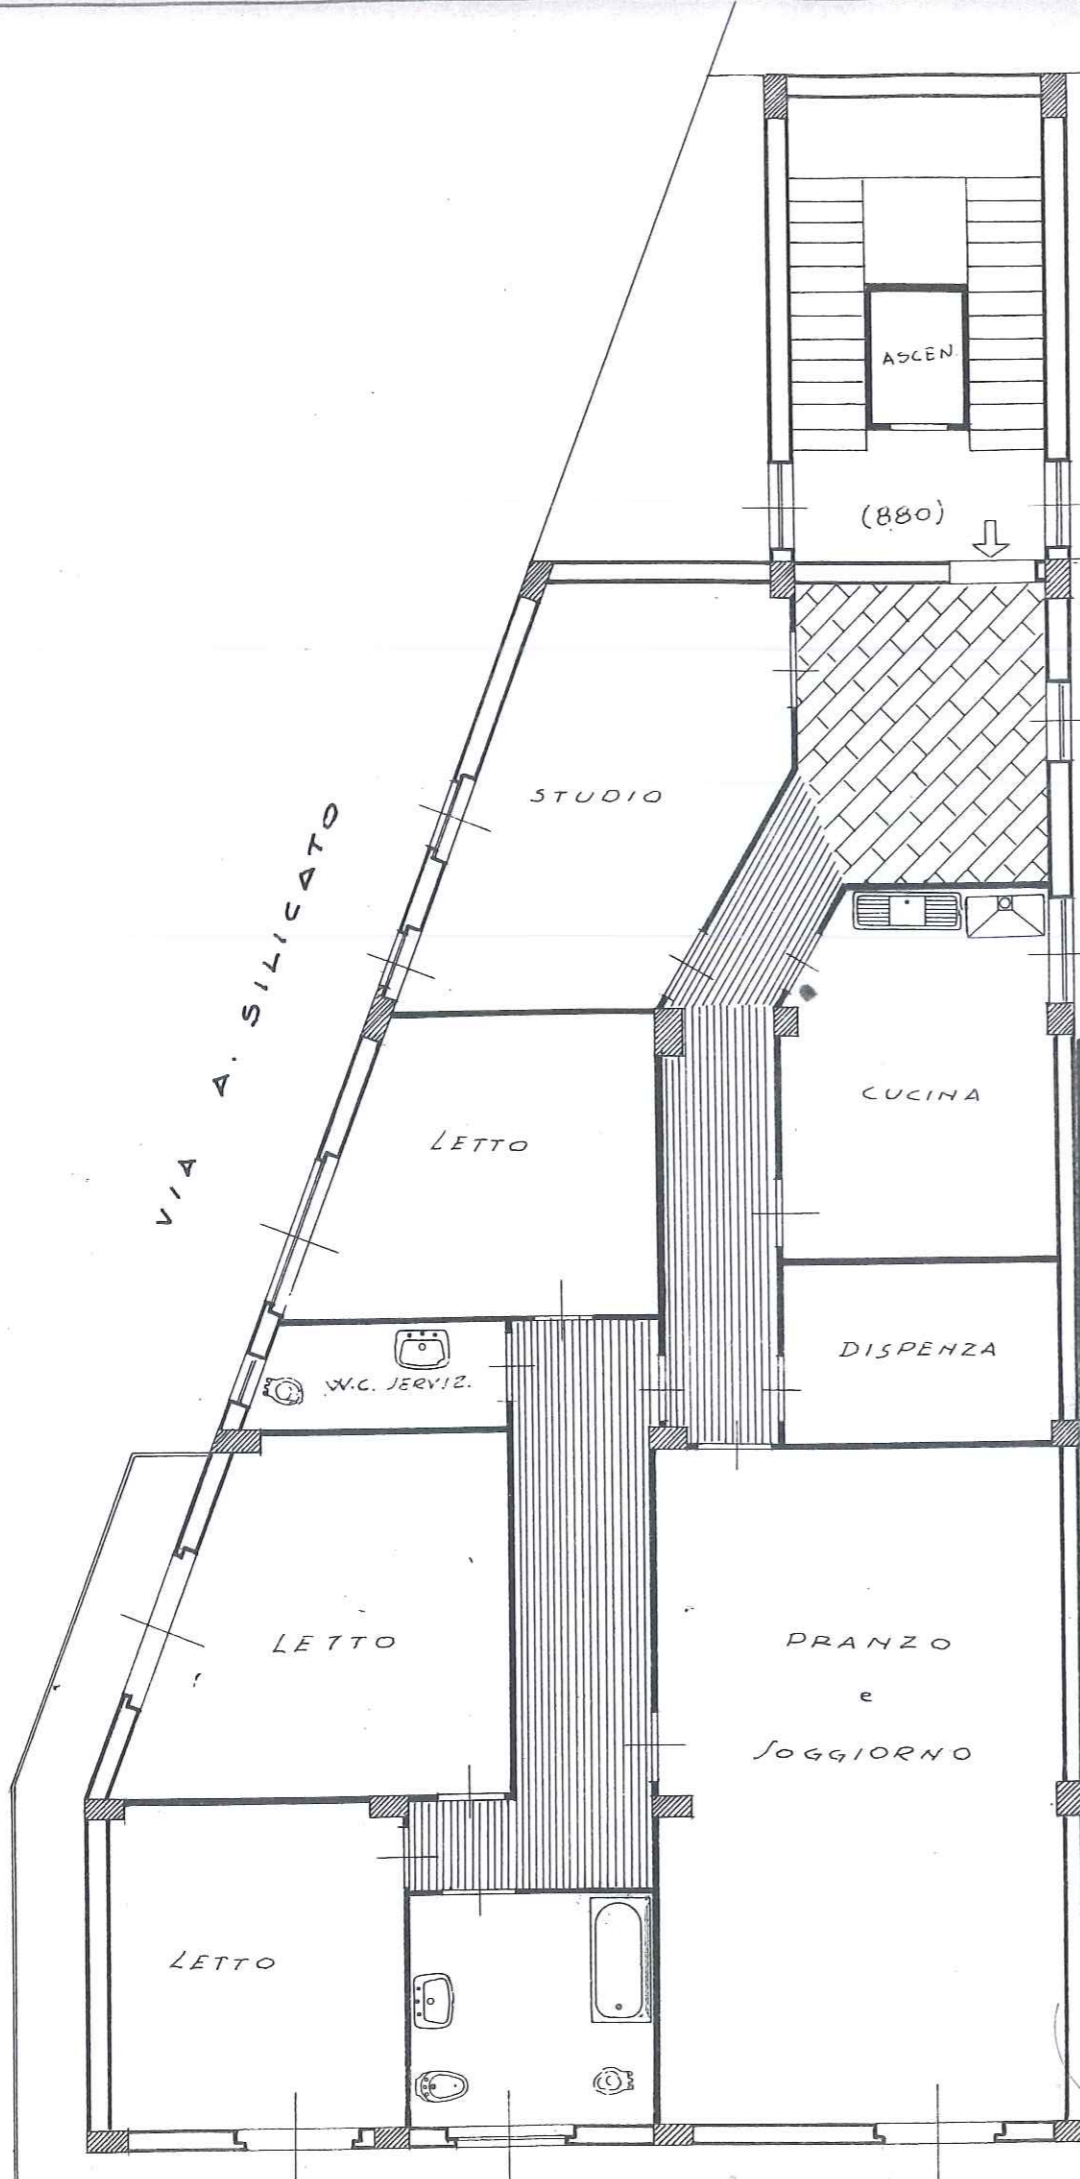 ASCEN.
(880)
STUDIO
VIA A. SILICATO
CUCINA
LETTO
DISPENZA
W.C. SERVIZ.
LETTO
PRANZO
e
SOGGIORNO
LETTO